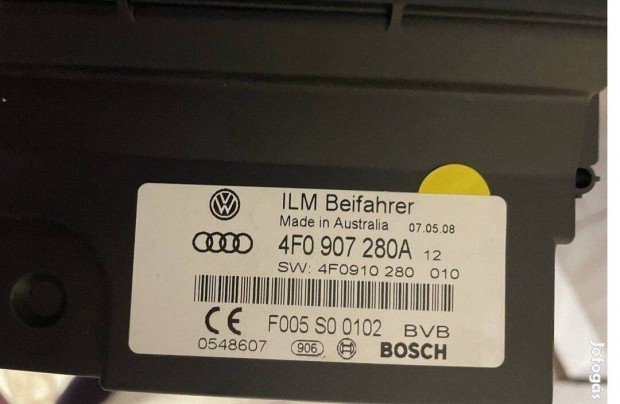 ILM Beifahrer
Made in Australia 07.05.08
4F0 907 280A 12
SW: 4F0910 280 010
CE F005 S0 0102 BVB
0548607 906 BOSCH
Jófogás